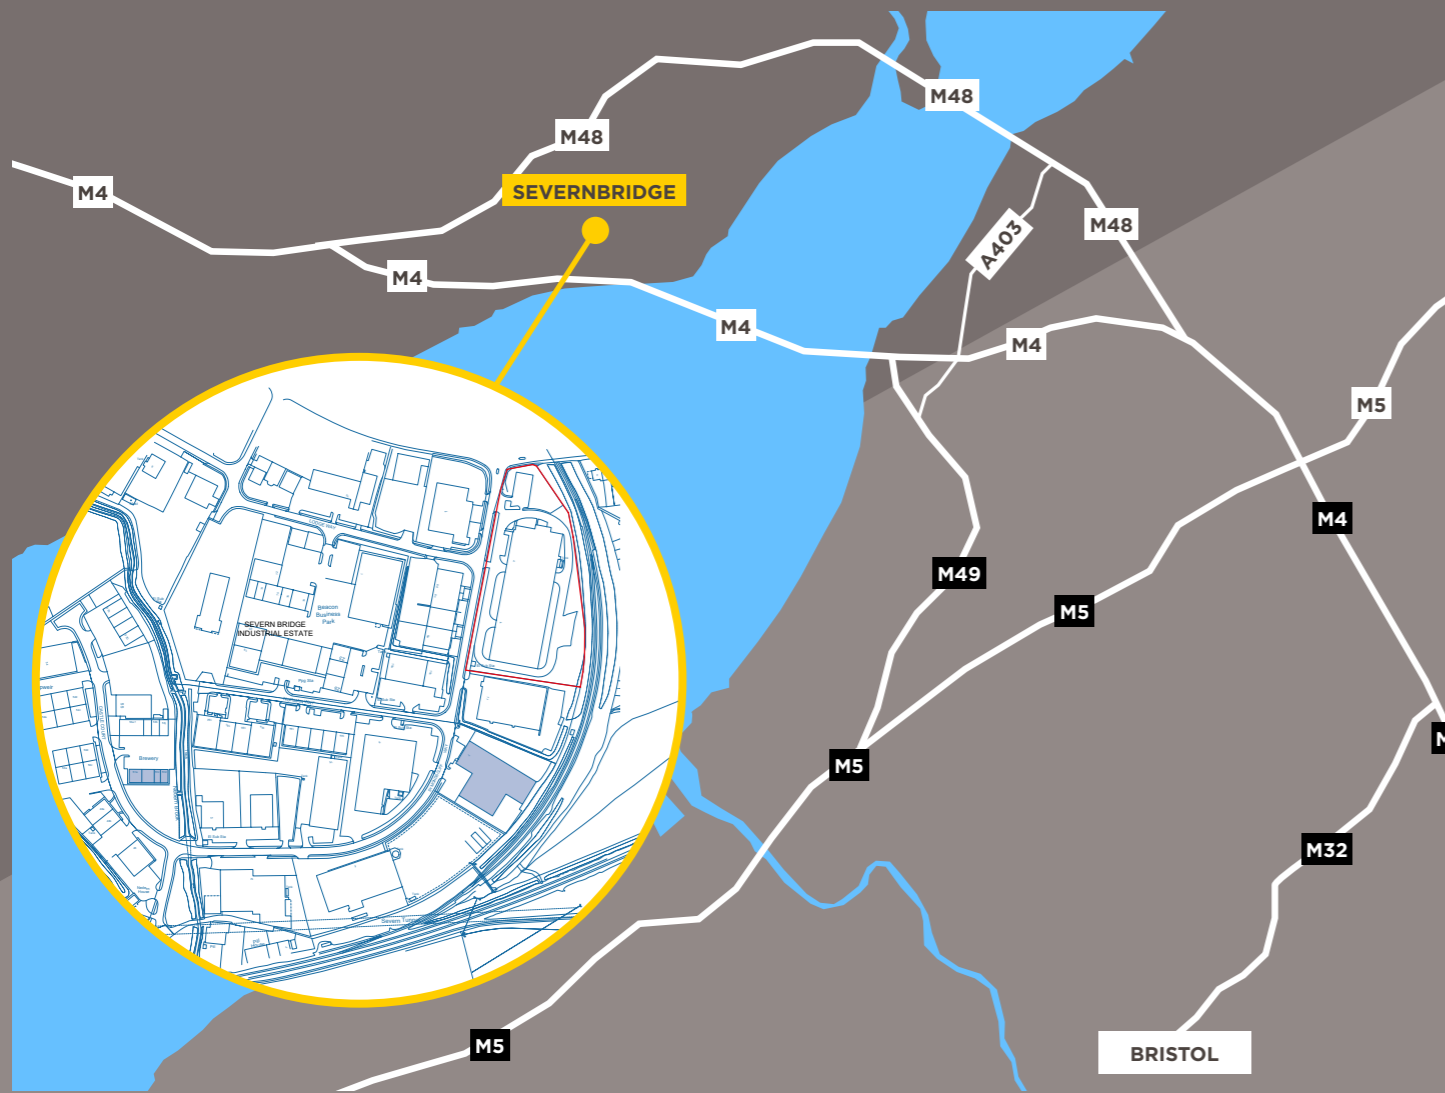 M48
M48
M4
SEVERNBRIDGE
M48
A403
M4
M4
M4
M5
M4
M49
M5
M5
M32
M5
BRISTOL
Beacon
Business
Park
SEVERN BRIDGE
INDUSTRIAL ESTATE
Brewery